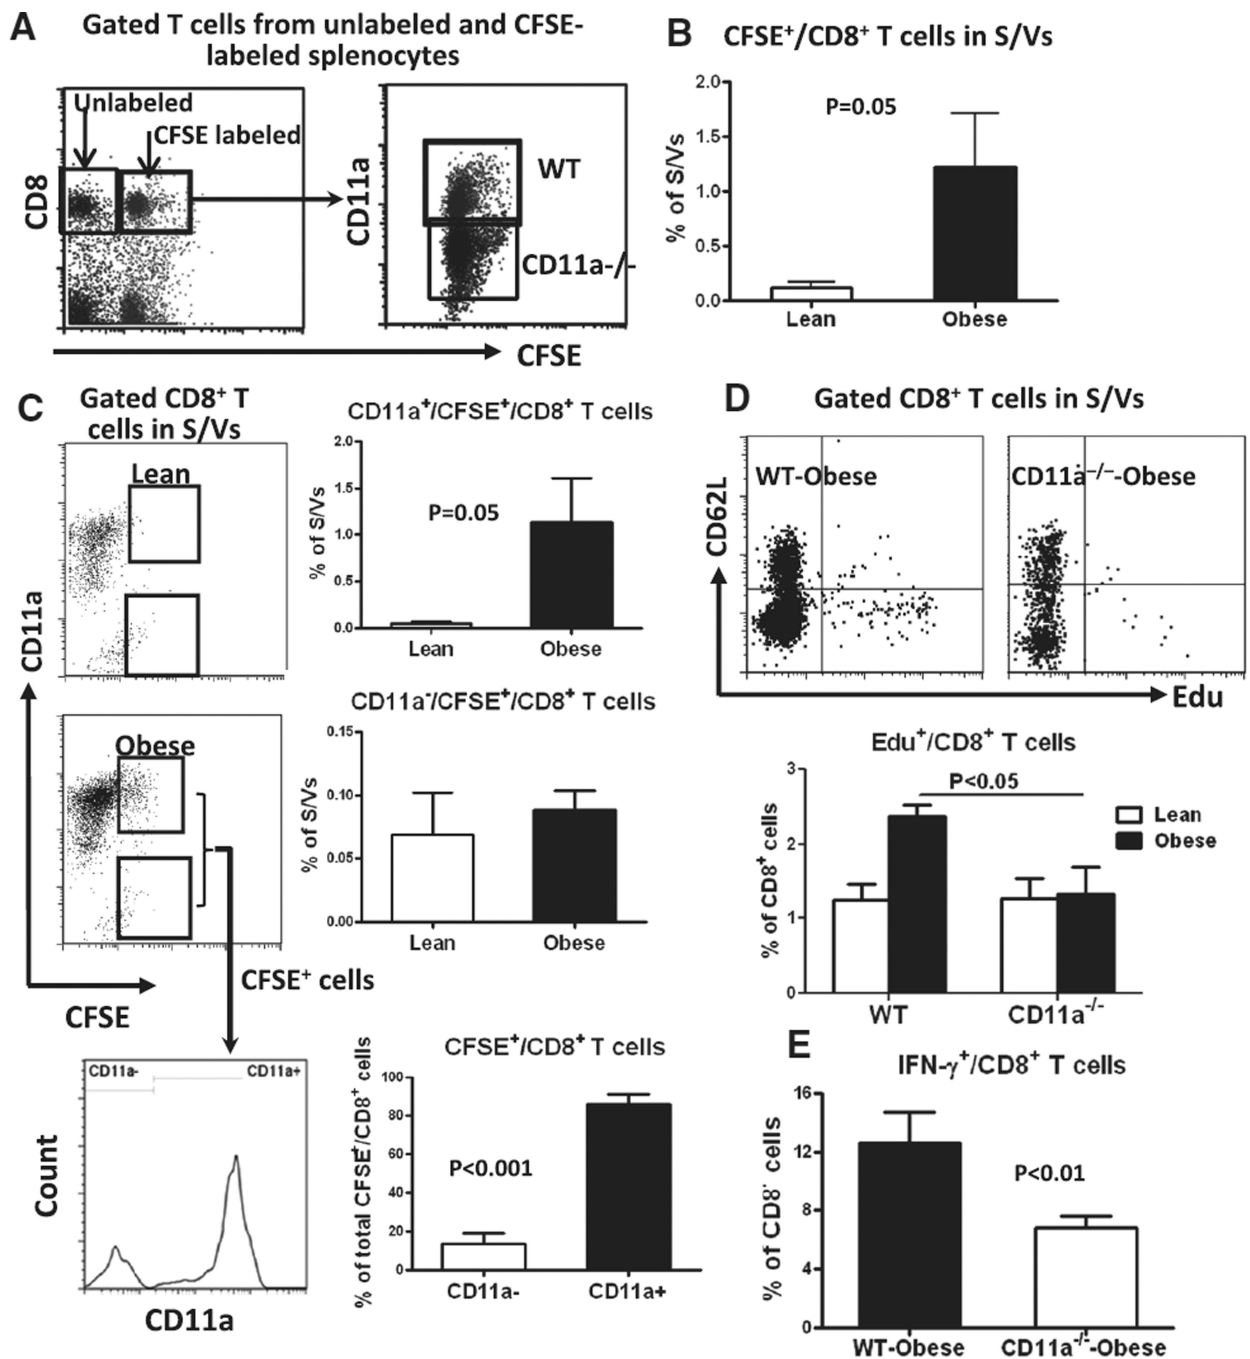 A
Gated T cells from unlabeled and CFSE-
labeled splenocytes
Unlabeled
CFSE labeled
CD8
CD11a
WT
CD11a-/-
CFSE
B
CFSE⁺/CD8⁺ T cells in S/Vs
2.0
1.5
1.0
0.5
0.0
% of S/Vs
P=0.05
Lean
Obese
C
Gated CD8⁺ T
cells in S/Vs
Lean
Obese
CD11a
CFSE
CFSE⁺ cells
CD11a⁺/CFSE⁺/CD8⁺ T cells
2.0
1.5
1.0
0.5
0.0
% of S/Vs
P=0.05
Lean
Obese
CD11a⁻/CFSE⁺/CD8⁺ T cells
0.15
0.10
0.05
0.00
% of S/Vs
Lean
Obese
CD11a-
CD11a+
Count
CD11a
CFSE⁺/CD8⁺ T cells
100
80
60
40
20
0
% of total CFSE⁺/CD8⁺ cells
P<0.001
CD11a-
CD11a+
D
Gated CD8⁺ T cells in S/Vs
WT-Obese
CD11a⁻/⁻-Obese
CD62L
Edu
Edu⁺/CD8⁺ T cells
3
2
1
0
% of CD8⁺ cells
P<0.05
Lean
Obese
WT
CD11a⁻/⁻
E
IFN-γ⁺/CD8⁺ T cells
16
12
8
4
0
% of CD8⁺ cells
P<0.01
WT-Obese
CD11a⁻/⁻-Obese